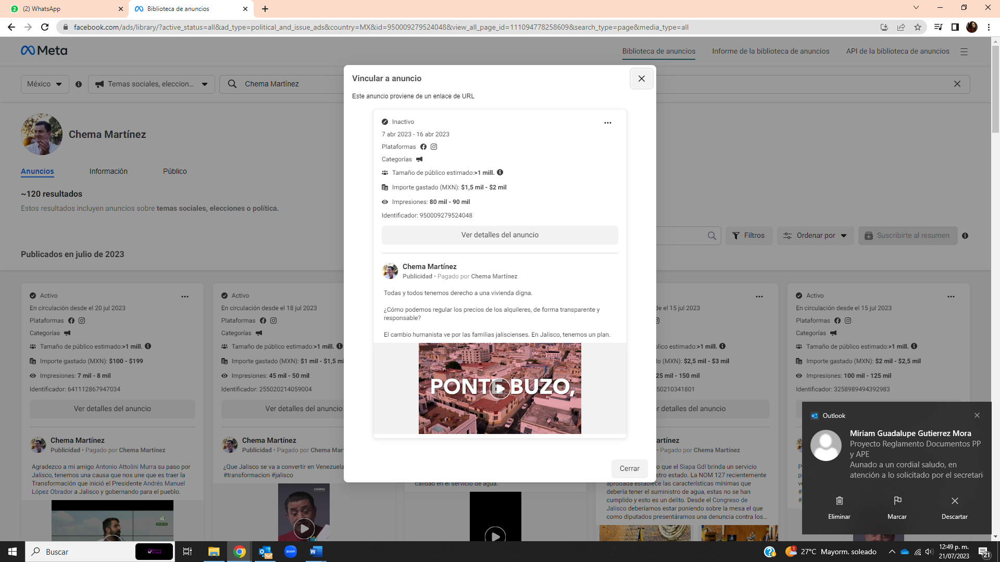 (2) WhatsApp
Biblioteca de anuncios
facebook.com/ads/library/?active_status=all&ad_type=political_and_issue_ads&country=MX&id=950009279524048&view_all_page_id=111094778258609&search_type=page&media_type=all
Meta
Biblioteca de anuncios
Informe de la biblioteca de anuncios
API de la biblioteca de anuncios
México
Temas sociales, eleccion...
Chema Martínez
Chema Martínez
Anuncios
Información
Público
~120 resultados
Estos resultados incluyen anuncios sobre temas sociales, elecciones o política.
Filtros
Ordenar por
Suscribirte al resumen
Publicados en julio de 2023
Vincular a anuncio
Este anuncio proviene de un enlace de URL
Inactivo
7 abr 2023 - 16 abr 2023
Plataformas
Categorías
Tamaño de público estimado:>1 mill.
Importe gastado (MXN): $1,5 mil - $2 mil
Impresiones: 80 mil - 90 mil
Identificador: 950009279524048
Ver detalles del anuncio
Chema Martínez
Publicidad • Pagado por Chema Martínez
Todas y todos tenemos derecho a una vivienda digna.
¿Cómo podemos regular los precios de los alquileres, de forma transparente y
responsable?
El cambio humanista ve por las familias jaliscienses. En Jalisco, tenemos un plan.
PONTE BUZO,
Cerrar
Activo
En circulación desde el 20 jul 2023
Plataformas
Categorías
Tamaño de público estimado:>1 mill.
Importe gastado (MXN): $100 - $199
Impresiones: 7 mil - 8 mil
Identificador: 641112867947034
Ver detalles del anuncio
Chema Martínez
Publicidad • Pagado por Chema Martínez
Agradezco a mi amigo Antonio Attolini Murra su paso por
Jalisco, tenemos una causa que nos une que es traer la
Transformación que inició el Presidente Andrés Manuel
López Obrador a Jalisco y gobernando para el pueblo.
Activo
En circulación desde el 18 jul 2023
Plataformas
Categorías
Tamaño de público estimado:>1 mill.
Importe gastado (MXN): $1 mil - $1,5 mi
Impresiones: 45 mil - 50 mil
Identificador: 255020214059004
Ver detalles del anuncio
Chema Martínez
Publicidad • Pagado por Chema Mar
¿Que Jalisco se va a convertir en Venezuela
#transformacion #jalisco
CHEMA
calidad en el servicio de agua.
de el 15 jul 2023
blico estimado:>1 mill.
do (MXN): $2,5 mil - $3 mil
25 mil - 150 mil
50210341801
r detalles del anuncio
artínez
• Pagado por Chema Martínez
o que el Siapa Gdl brinda un servicio
stro estado. La NOM 127 recientemente
aprobada establece las características mínimas que
debería tener el suministro de agua, estas no se han
cumplido y esto es un delito. Desde el Congreso de
Jalisco deberíamos estar poniendo sobre la mesa el que
como diputados presentáramos una denuncia contra los...
Activo
En circulación desde el 15 jul 2023
Plataformas
Categorías
Tamaño de público estimado:>1 mill.
Importe gastado (MXN): $2 mil - $2,5 mil
Impresiones: 100 mil - 125 mil
Identificador: 3258989494392983
Outlook
Miriam Guadalupe Gutierrez Mora
Proyecto Reglamento Documentos PP
y APE
Aunado a un cordial saludo, en
atención a lo solicitado por el secretari
Eliminar
Marcar
Descartar
Buscar
27°C Mayorm. soleado
12:49 p. m.
21/07/2023
21